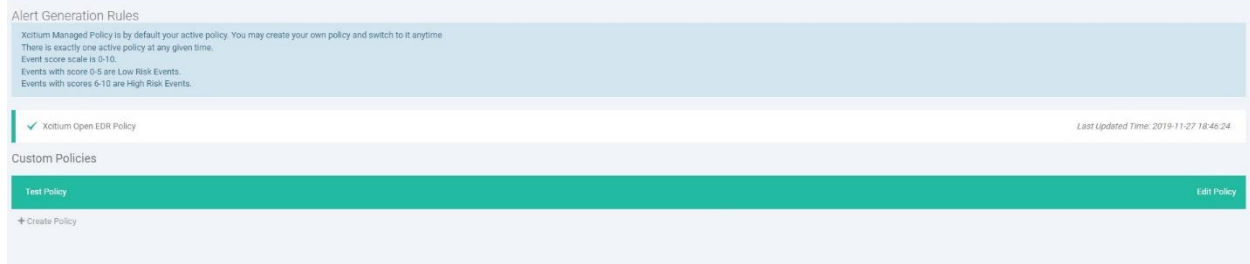 Alert Generation Rules
Xcitium Managed Policy is by default your active policy. You may create your own policy and switch to it anytime
There is exactly one active policy at any given time.
Event score scale is 0-10.
Events with score 0-5 are Low Risk Events.
Events with scores 6-10 are High Risk Events.
Xcitium Open EDR Policy Last Updated Time: 2019-11-27 18:46:24
Custom Policies
Test Policy Edit Policy
+ Create Policy